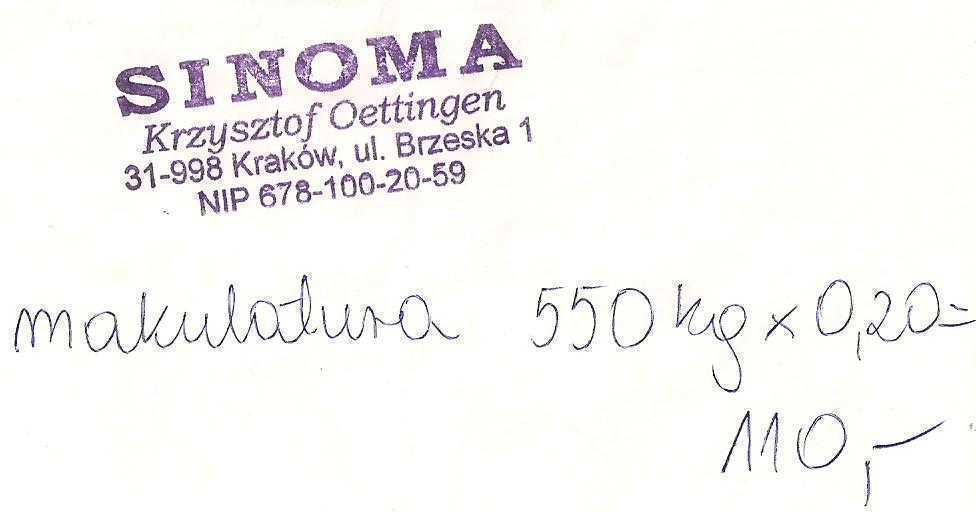 SINOMA
Krzysztof Oettingen
31-998 Kraków, ul. Brzeska 1
NIP 678-100-20-59
makulatura 550 kg x 0,20=
110,-